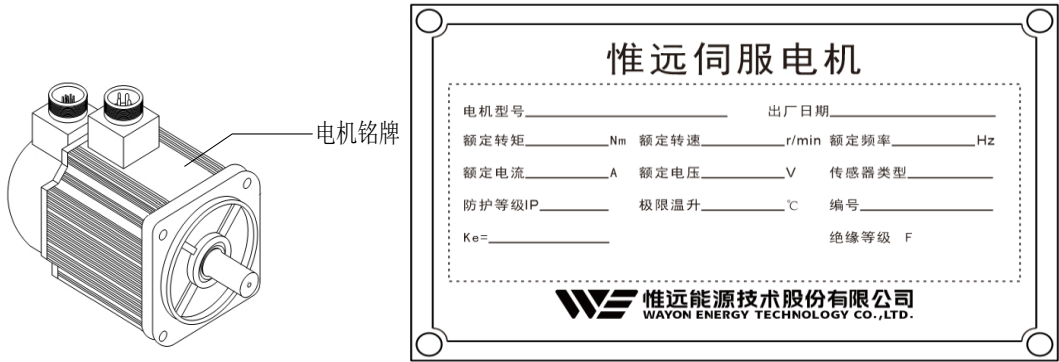 电机铭牌
惟远伺服电机
电机型号 出厂日期
额定转矩 Nm 额定转速 r/min 额定频率 Hz
额定电流 A 额定电压 V 传感器类型
防护等级IP 极限温升 ℃ 编号
Ke= 绝缘等级 F
惟远能源技术股份有限公司
WAYON ENERGY TECHNOLOGY CO.,LTD.